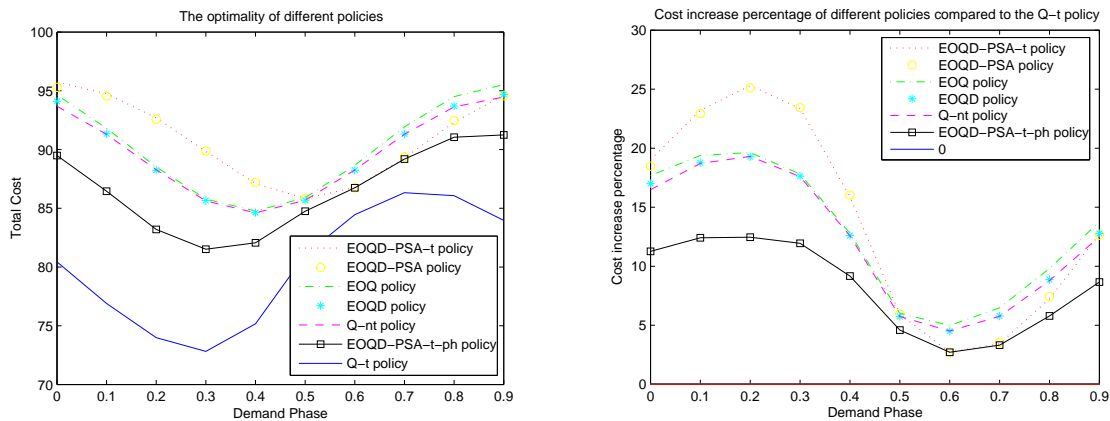 The optimality of different policies
100
95
90
85
80
75
70
Total Cost
0
0.1
0.2
0.3
0.4
0.5
0.6
0.7
0.8
0.9
Demand Phase
EOQD−PSA−t policy
EOQD−PSA policy
EOQ policy
EOQD policy
Q−nt policy
EOQD−PSA−t−ph policy
Q−t policy
Cost increase percentage of different policies compared to the Q−t policy
30
25
20
15
10
5
0
Cost increase percentage
0
0.1
0.2
0.3
0.4
0.5
0.6
0.7
0.8
0.9
Demand Phase
EOQD−PSA−t policy
EOQD−PSA policy
EOQ policy
EOQD policy
Q−nt policy
EOQD−PSA−t−ph policy
0